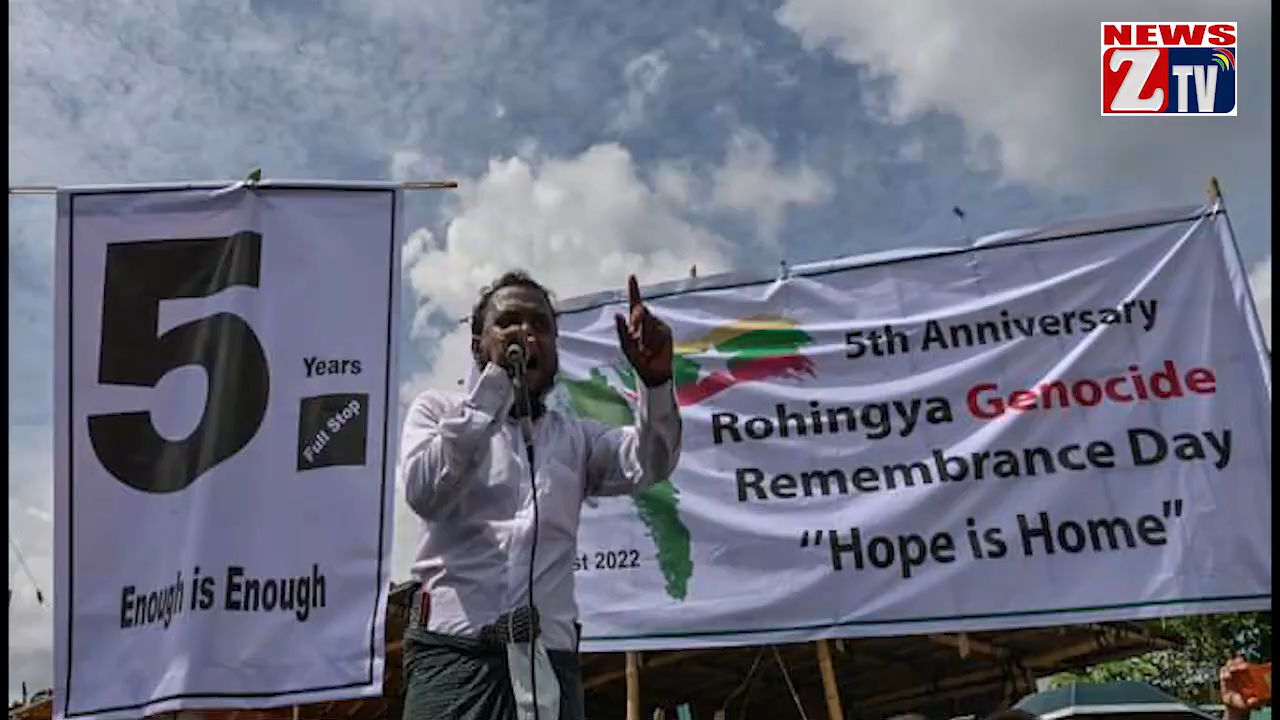 NEWS
Z TV
5
Years
Full Stop
Enough is Enough
5th Anniversary
Rohingya Genocide
Remembrance Day
‘‘Hope is Home”
st 2022